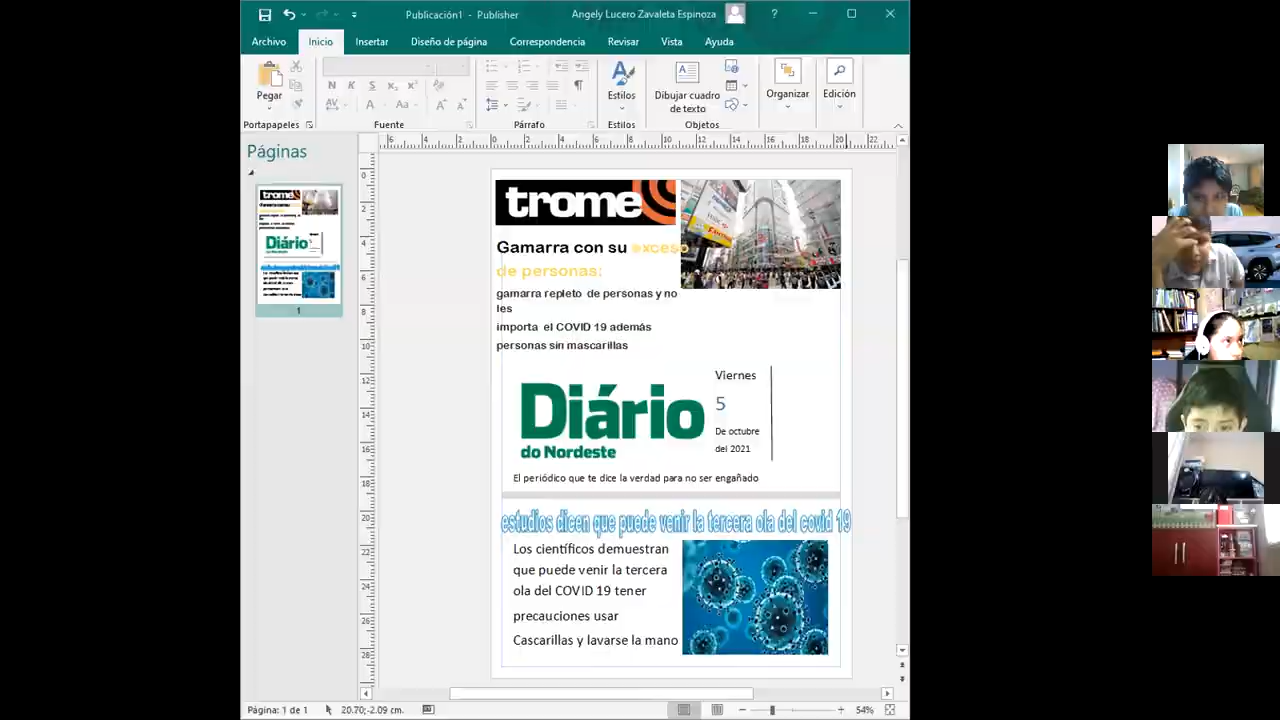 Publicación1 - Publisher
Angely Lucero Zavaleta Espinoza
?
Archivo Inicio Insertar Diseño de página Correspondencia Revisar Vista Ayuda
Pegar
N K S
Estilos
Dibujar cuadro
de texto
Organizar
Edición
Portapapeles Fuente Párrafo Estilos Objetos
Páginas
trome
Gamarra con su exceso
de personas:
gamarra repleto de personas y no
les
importa el COVID 19 además
personas sin mascarillas
Diário
do Nordeste
Viernes
5
De octubre
del 2021
El periódico que te dice la verdad para no ser engañado
estudios dicen que puede venir la tercera ola del covid 19
Los científicos demuestran
que puede venir la tercera
ola del COVID 19 tener
precauciones usar
Cascarillas y lavarse la mano
1
Página: 1 de 1
20.70; -2.09 cm.
54%